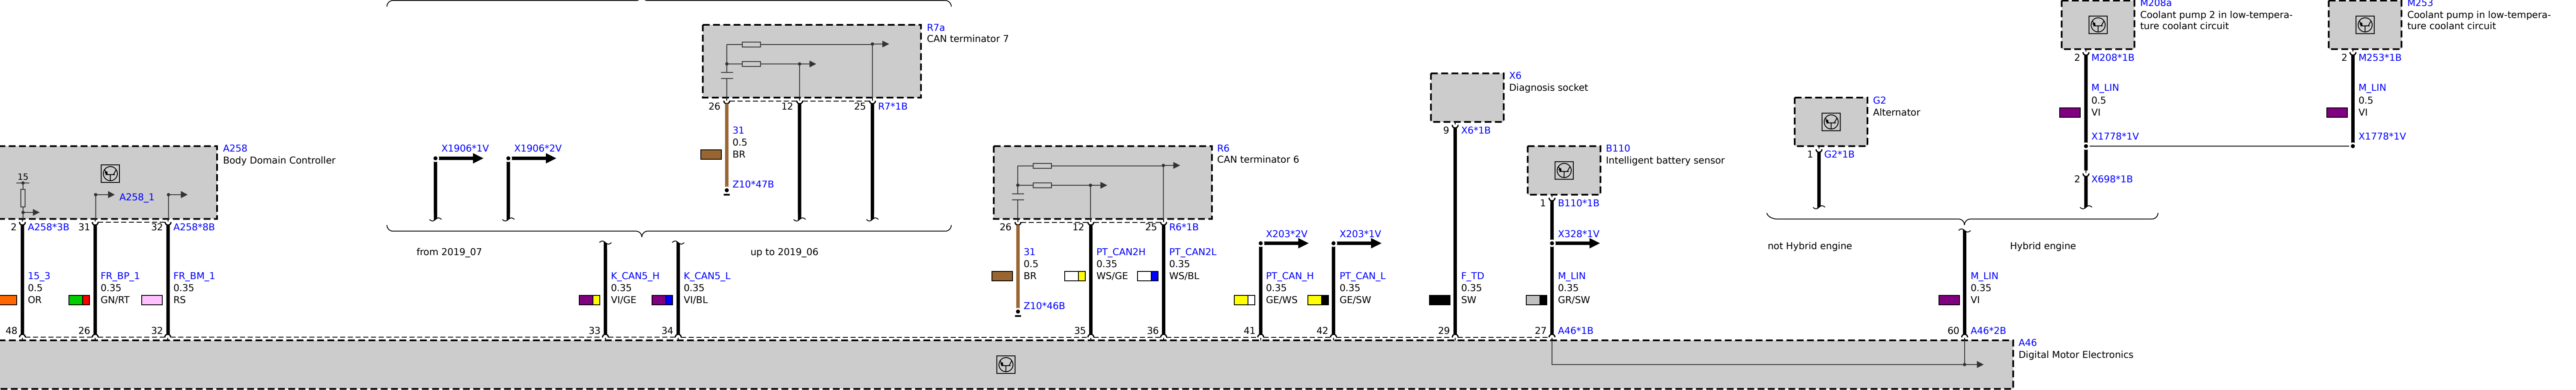 M208a
Coolant pump 2 in low-tempera-
ture coolant circuit
M253
Coolant pump in low-tempera-
ture coolant circuit
R7a
CAN terminator 7
26
12
25
R7*1B
31
0.5
BR
Z10*47B
X1906*1V
X1906*2V
from 2019_07
up to 2019_06
A258
Body Domain Controller
15
A258_1
2
A258*3B
31
32
A258*8B
15_3
0.5
OR
FR_BP_1
0.35
GN/RT
FR_BM_1
0.35
RS
48
26
32
K_CAN5_H
0.35
VI/GE
K_CAN5_L
0.35
VI/BL
33
34
R6
CAN terminator 6
26
12
25
R6*1B
31
0.5
BR
Z10*46B
PT_CAN2H
0.35
WS/GE
PT_CAN2L
0.35
WS/BL
35
36
X203*2V
X203*1V
PT_CAN_H
0.35
GE/WS
PT_CAN_L
0.35
GE/SW
41
42
X6
Diagnosis socket
9
X6*1B
F_TD
0.35
SW
29
B110
Intelligent battery sensor
1
B110*1B
X328*1V
M_LIN
0.35
GR/SW
27
A46*1B
G2
Alternator
1
G2*1B
2
M208*1B
M_LIN
0.5
VI
X1778*1V
2
X698*1B
2
M253*1B
M_LIN
0.5
VI
X1778*1V
not Hybrid engine
Hybrid engine
M_LIN
0.35
VI
60
A46*2B
A46
Digital Motor Electronics